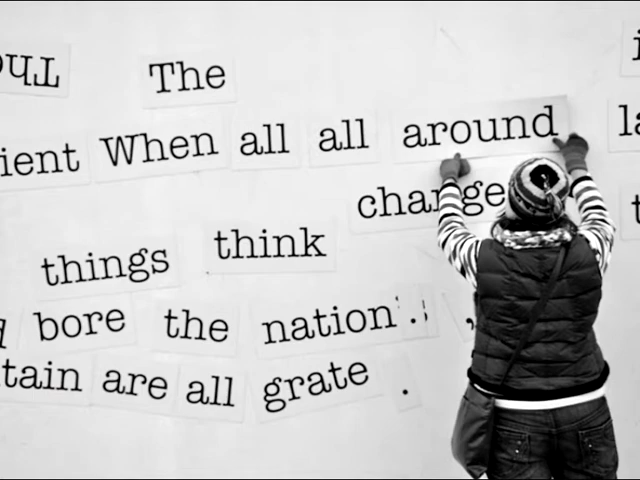 The
ient When all all around
change
things think
bore the nation.
tain are all grate .